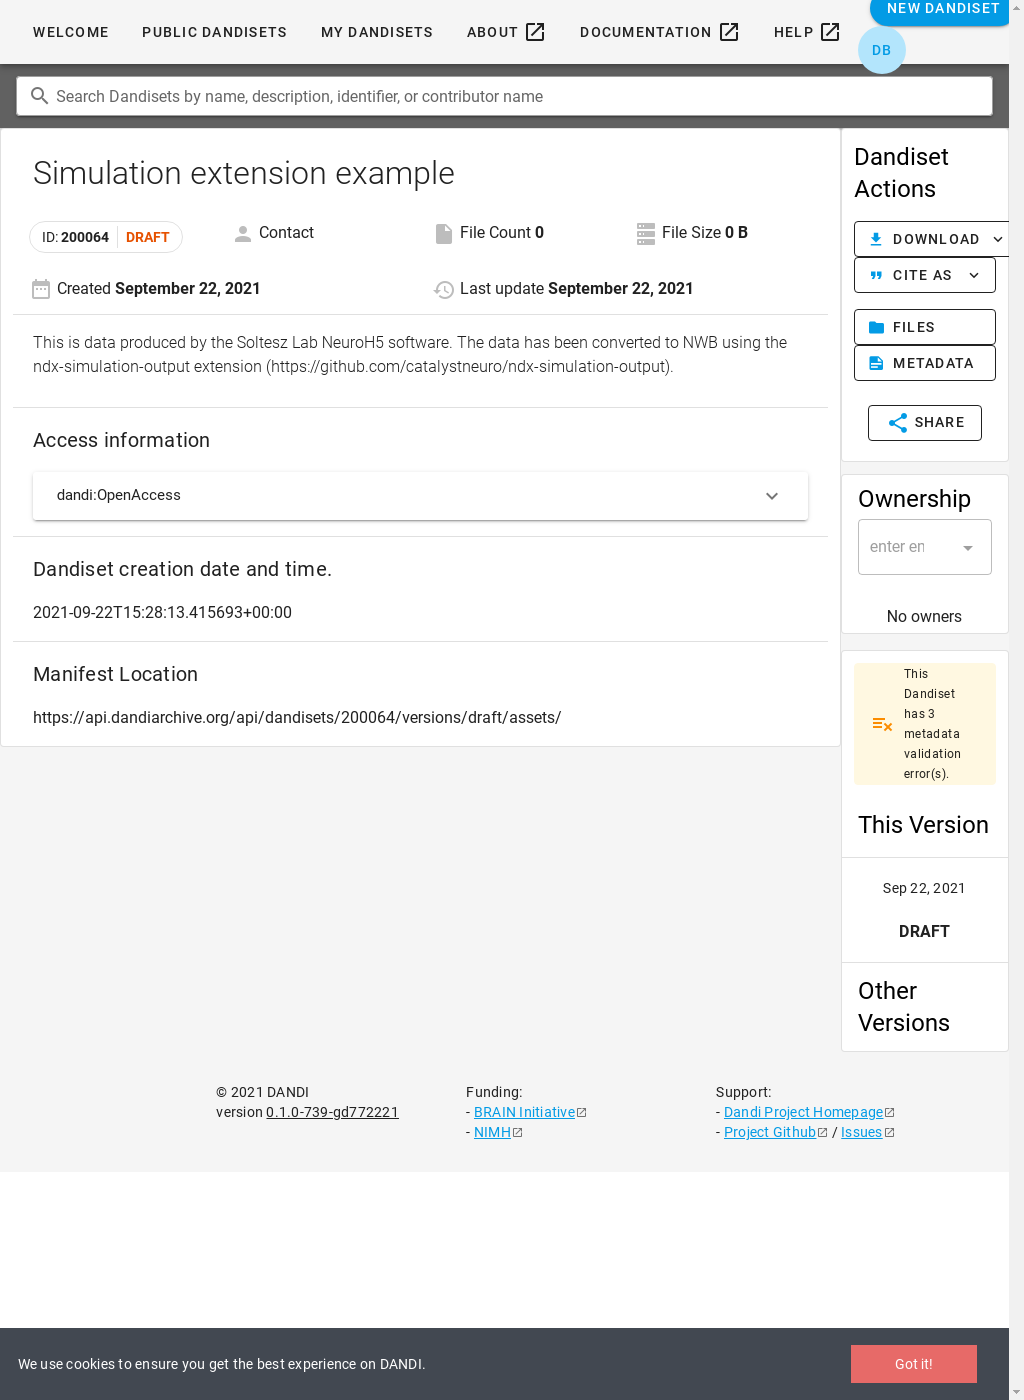 WELCOME
PUBLIC DANDISETS
MY DANDISETS
ABOUT
DOCUMENTATION
HELP
NEW DANDISET
DB
Search Dandisets by name, description, identifier, or contributor name
Simulation extension example
ID: 200064 DRAFT
Contact
File Count 0
File Size 0 B
Created September 22, 2021
Last update September 22, 2021
This is data produced by the Soltesz Lab NeuroH5 software. The data has been converted to NWB using the
ndx-simulation-output extension (https://github.com/catalystneuro/ndx-simulation-output).
Access information
dandi:OpenAccess
Dandiset creation date and time.
2021-09-22T15:28:13.415693+00:00
Manifest Location
https://api.dandiarchive.org/api/dandisets/200064/versions/draft/assets/
Dandiset
Actions
DOWNLOAD
CITE AS
FILES
METADATA
SHARE
Ownership
enter en
No owners
This
Dandiset
has 3
metadata
validation
error(s).
This Version
Sep 22, 2021
DRAFT
Other
Versions
© 2021 DANDI
version 0.1.0-739-gd772221
Funding:
- BRAIN Initiative
- NIMH
Support:
- Dandi Project Homepage
- Project Github / Issues
We use cookies to ensure you get the best experience on DANDI.
Got it!